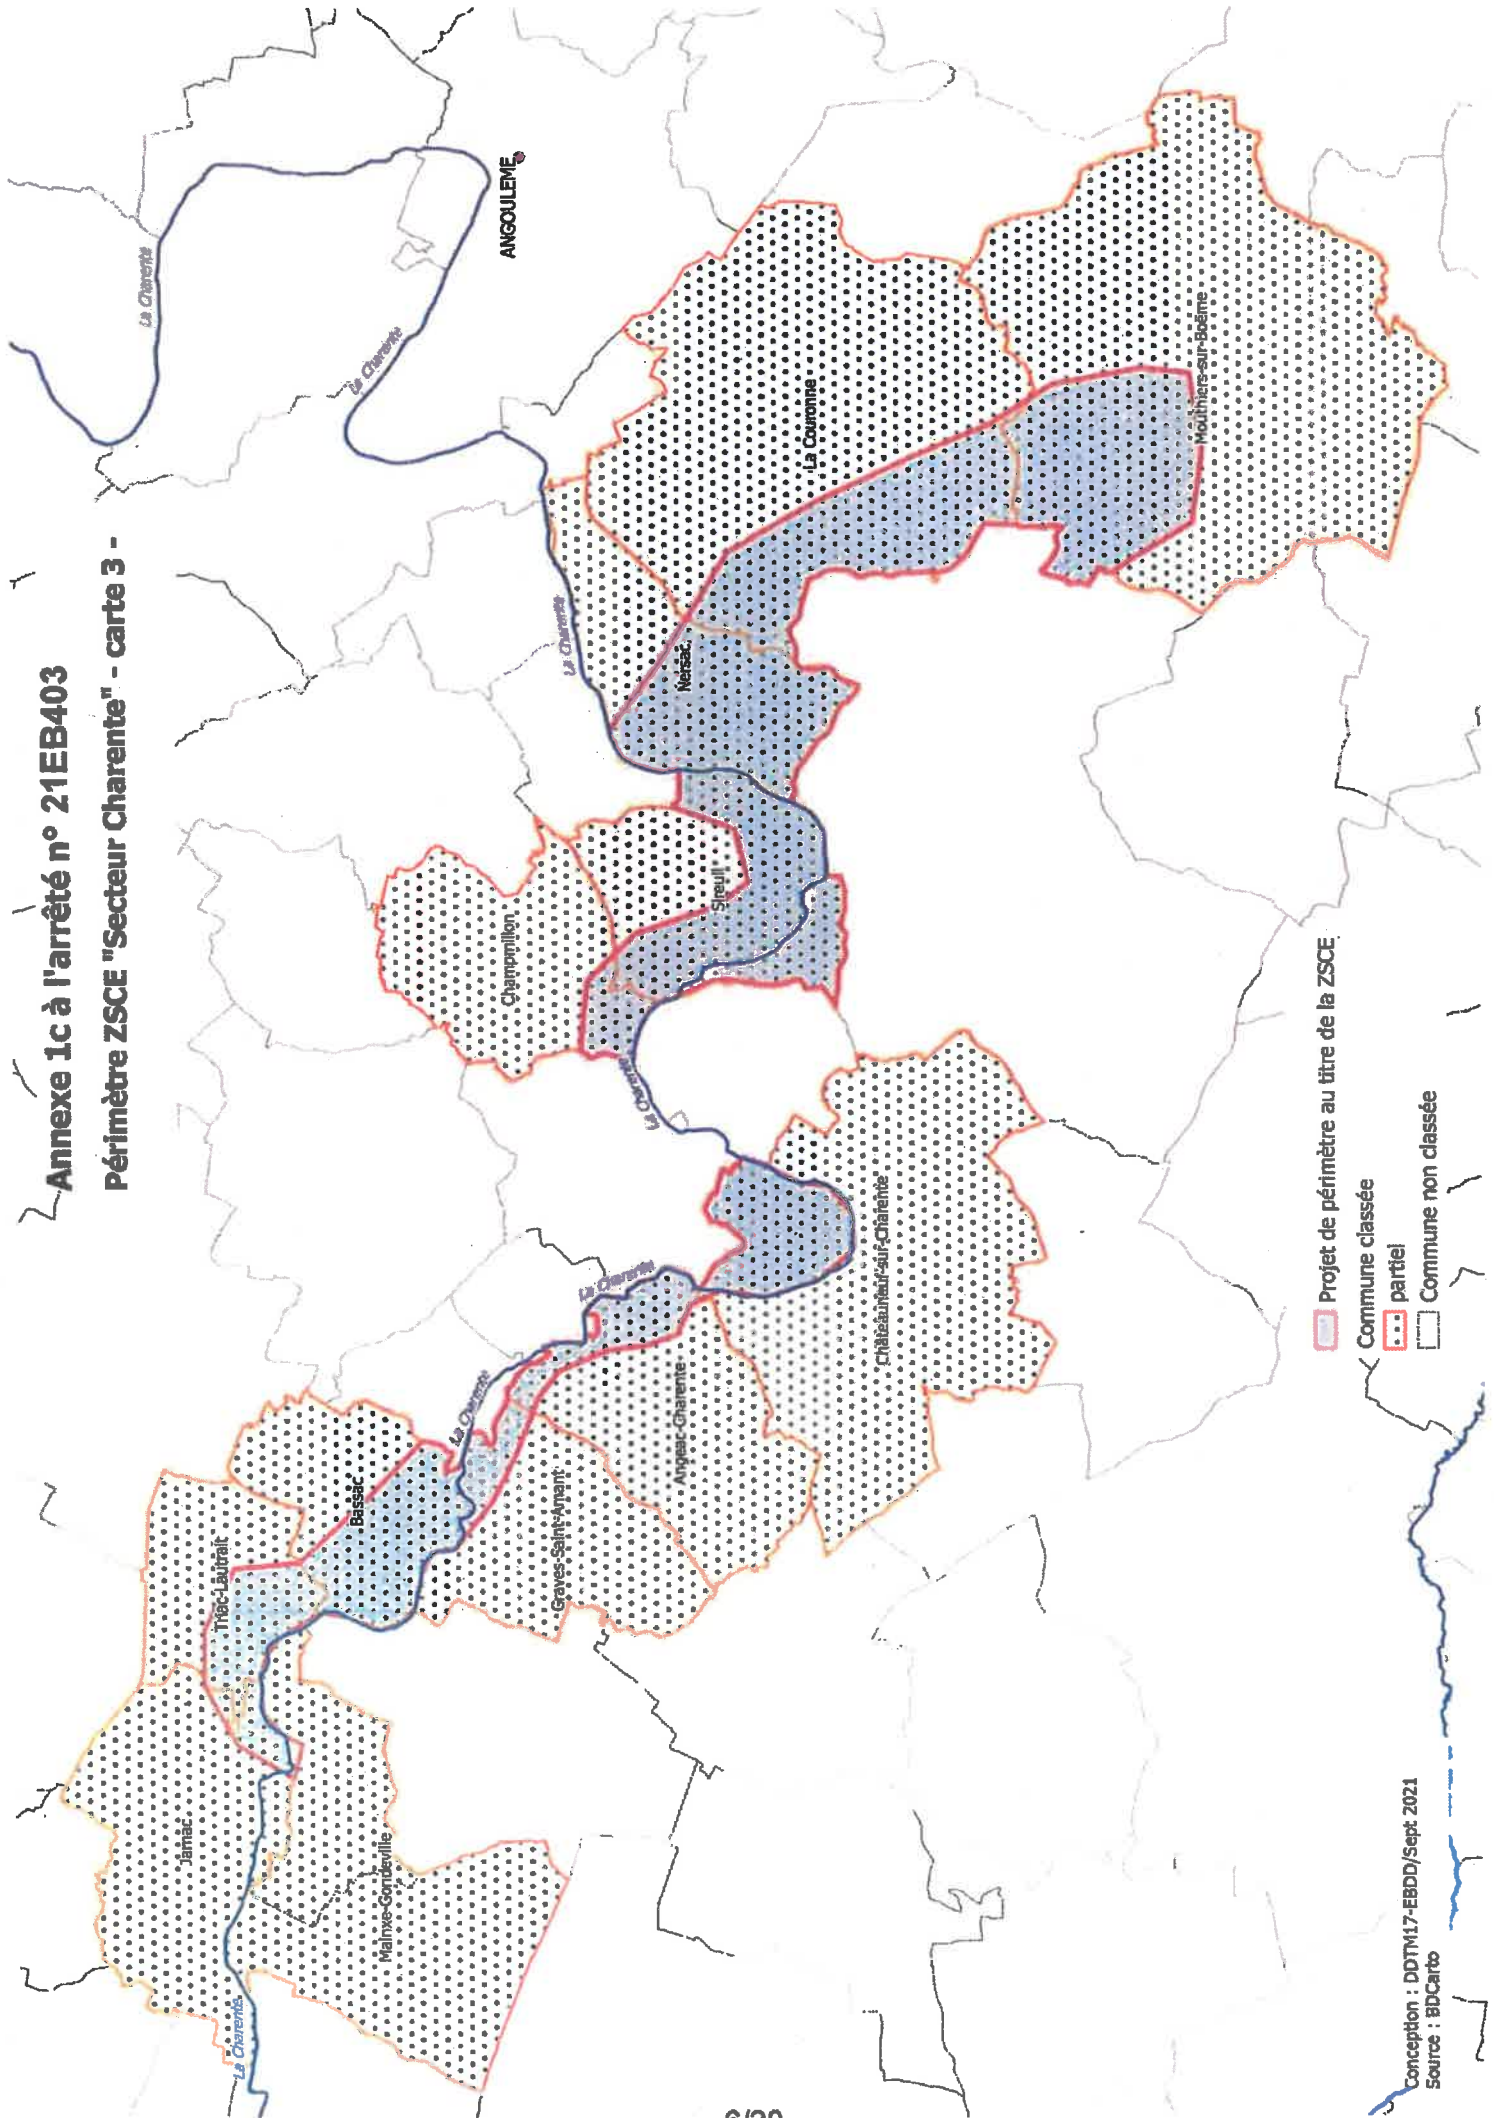 Annexe 1c à l'arrêté n° 21EB403
Périmètre ZSCE "Secteur Charente" - carte 3 -
La Charente
La Charente
ANGOULEME
La Charente
La Couronne
Mouthiers-sur-Boëme
Nersac
Sireuil
Champmillon
La Charente
Châteauneuf-sur-Charente
La Charente
Angeac-Charente
La Charente
Graves-Saint-Amant
Bassac
Triac-Lautrait
Jarnac
Mainxe-Gondeville
La Charente
Projet de périmètre au titre de la ZSCE
Commune classée
partiel
Commune non classée
Conception : DDTM17-EBDD/Sept 2021
Source : BDCarto